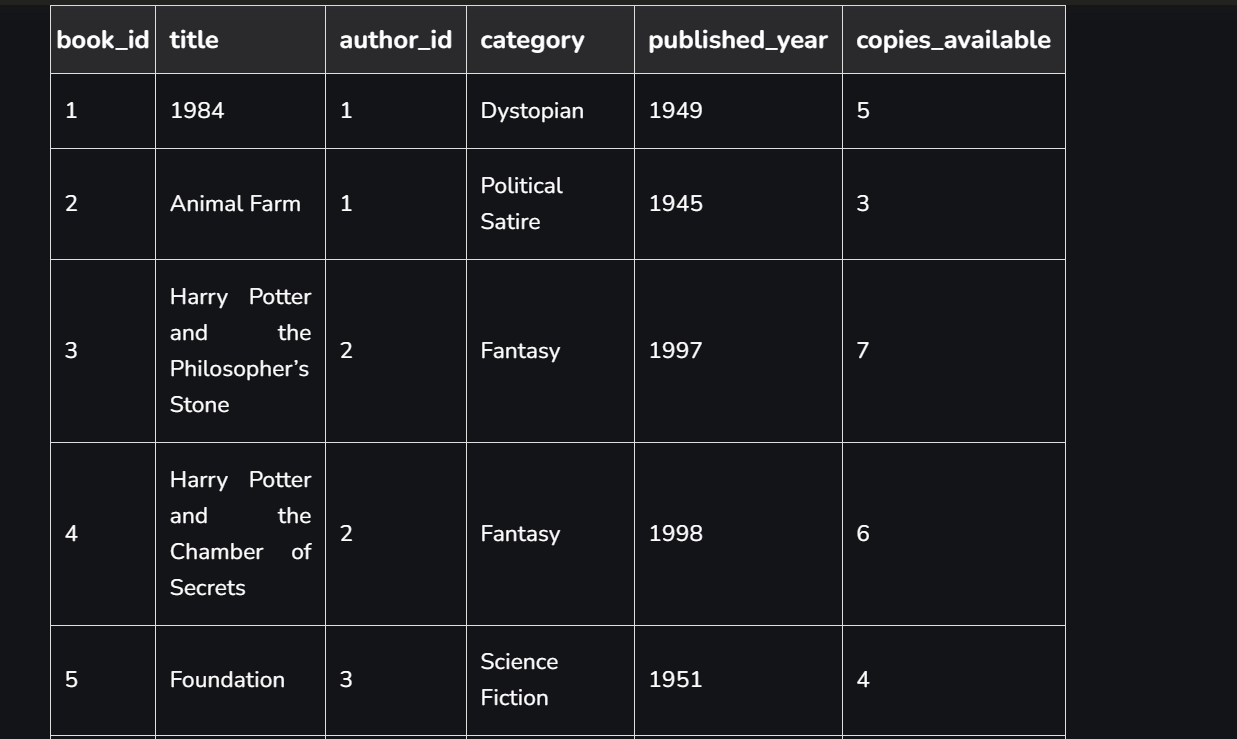 book_id title author_id category published_year copies_available
1 1984 1 Dystopian 1949 5
2 Animal Farm 1 Political Satire 1945 3
3 Harry Potter and the Philosopher’s Stone 2 Fantasy 1997 7
4 Harry Potter and the Chamber of Secrets 2 Fantasy 1998 6
5 Foundation 3 Science Fiction 1951 4